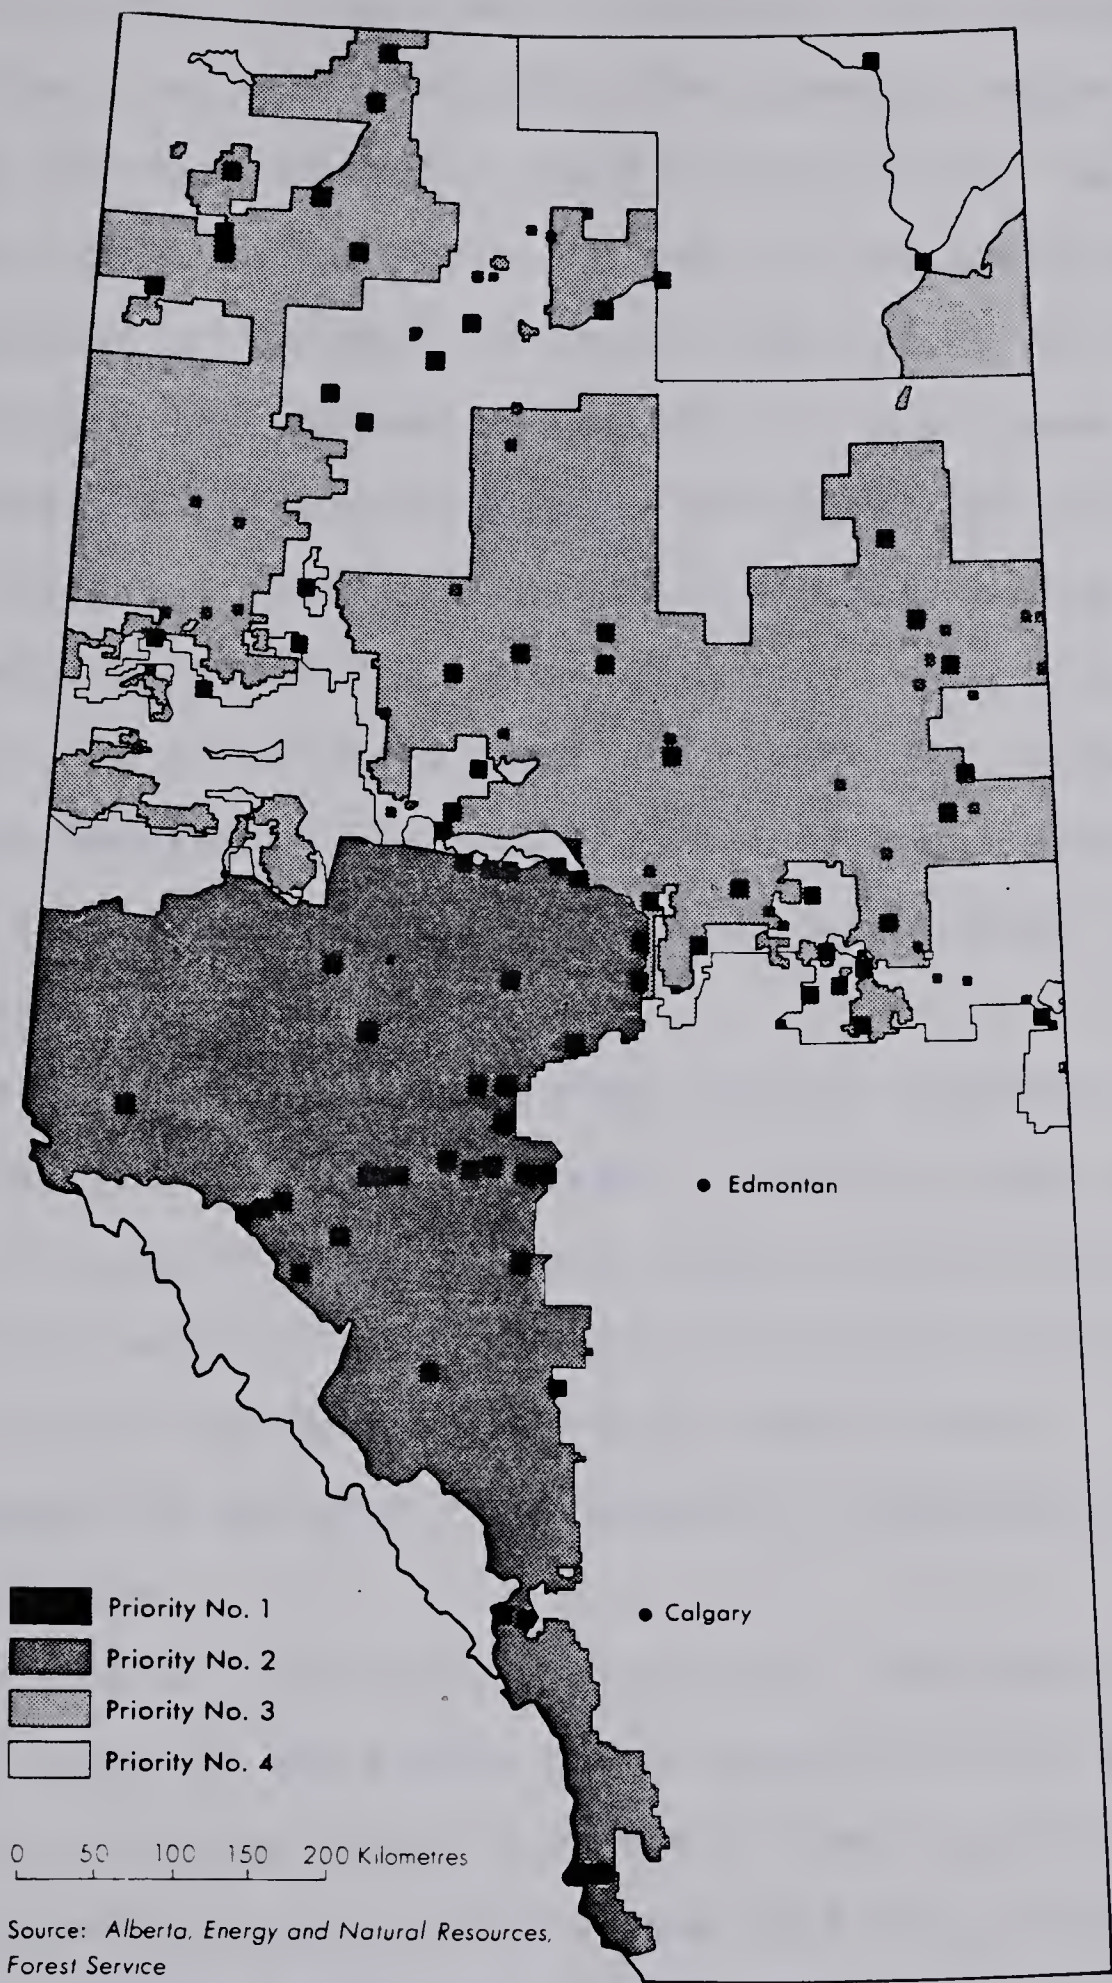 Edmontan
Calgary
Priority No. 1
Priority No. 2
Priority No. 3
Priority No. 4
0 50 100 150 200 Kilometres
Source: Alberta, Energy and Natural Resources,
Forest Service